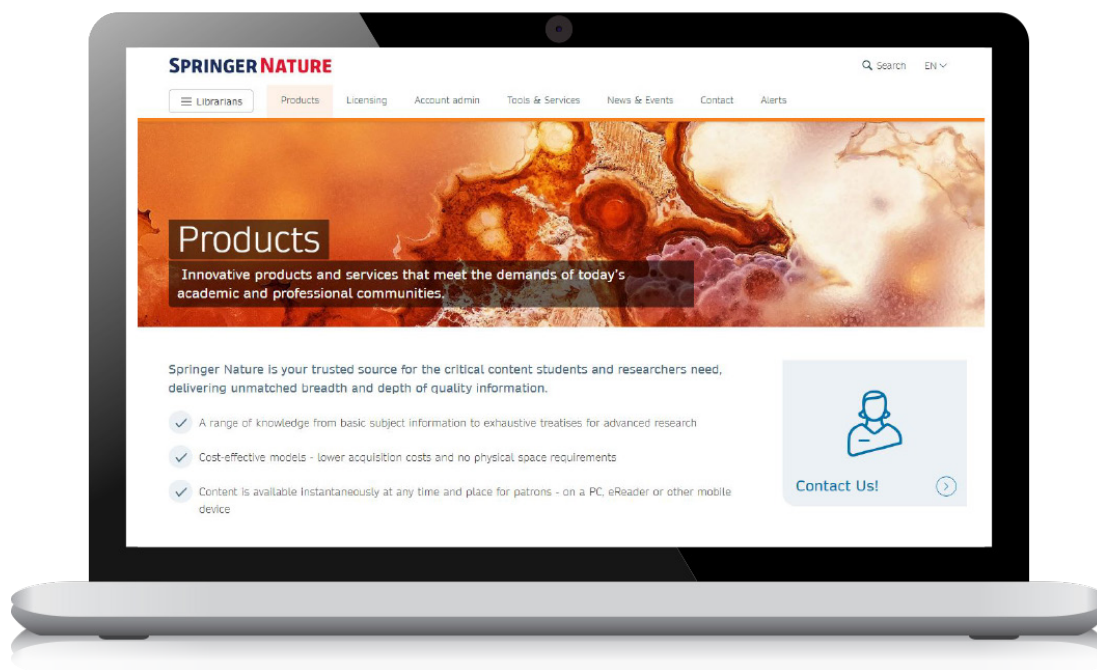 SPRINGER NATURE
Search EN
Librarians Products Licensing Account admin Tools & Services News & Events Contact Alerts
Products
Innovative products and services that meet the demands of today's
academic and professional communities.
Springer Nature is your trusted source for the critical content students and researchers need,
delivering unmatched breadth and depth of quality information.
A range of knowledge from basic subject information to exhaustive treatises for advanced research
Cost-effective models - lower acquisition costs and no physical space requirements
Content is available instantaneously at any time and place for patrons - on a PC, eReader or other mobile
device
Contact Us!